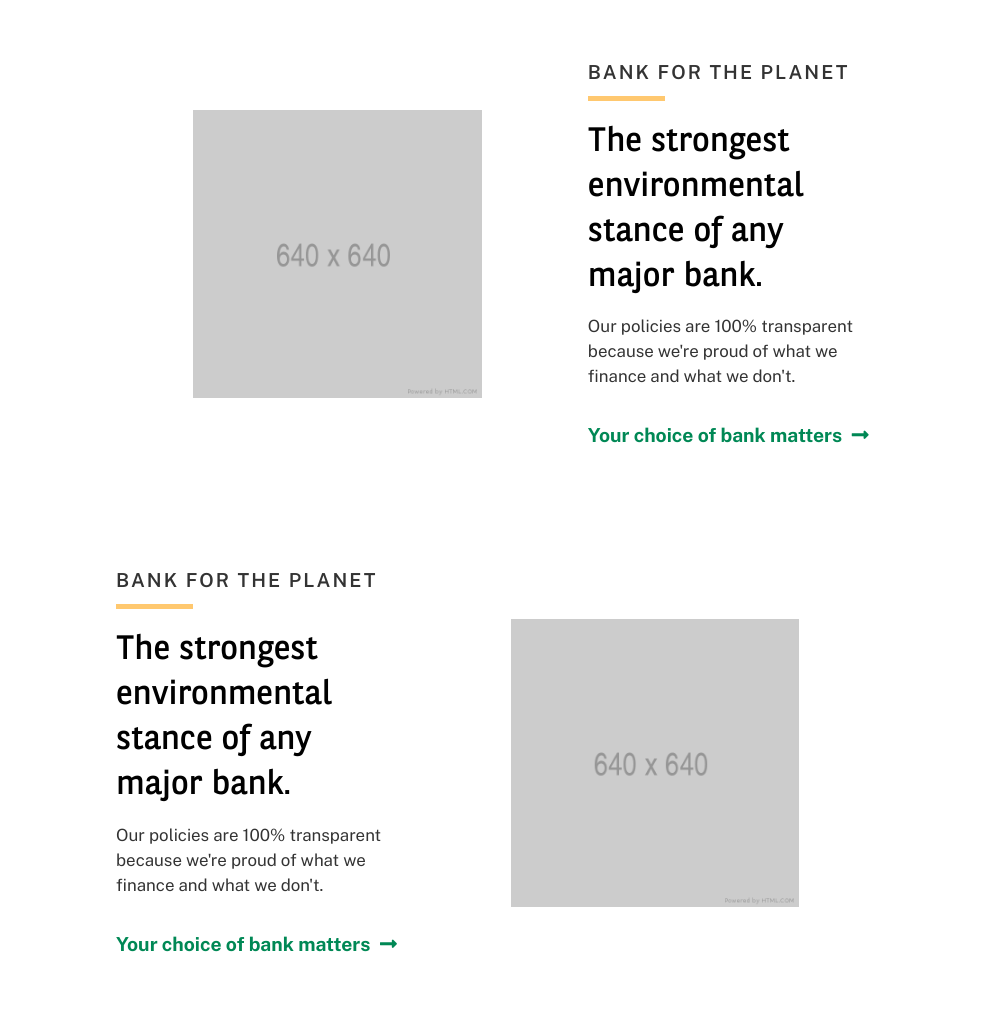 BANK FOR THE PLANET
The strongest
environmental
stance of any
major bank.
Our policies are 100% transparent
because we're proud of what we
finance and what we don't.
Your choice of bank matters →
640 x 640
Powered by HTML.COM
BANK FOR THE PLANET
The strongest
environmental
stance of any
major bank.
Our policies are 100% transparent
because we're proud of what we
finance and what we don't.
Your choice of bank matters →
640 x 640
Powered by HTML.COM